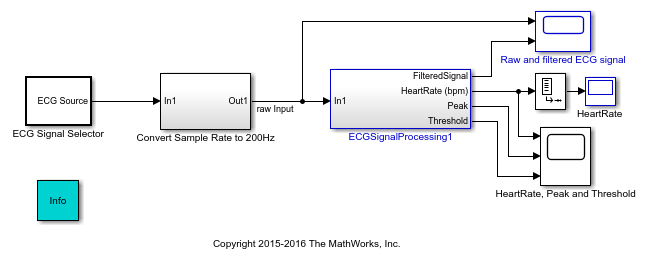 ECG Source
ECG Signal Selector
In1
Out1
Convert Sample Rate to 200Hz
raw Input
In1
FilteredSignal
HeartRate (bpm)
Peak
Threshold
ECGSignalProcessing1
Raw and filtered ECG signal
HeartRate
HeartRate, Peak and Threshold
Info
Copyright 2015-2016 The MathWorks, Inc.